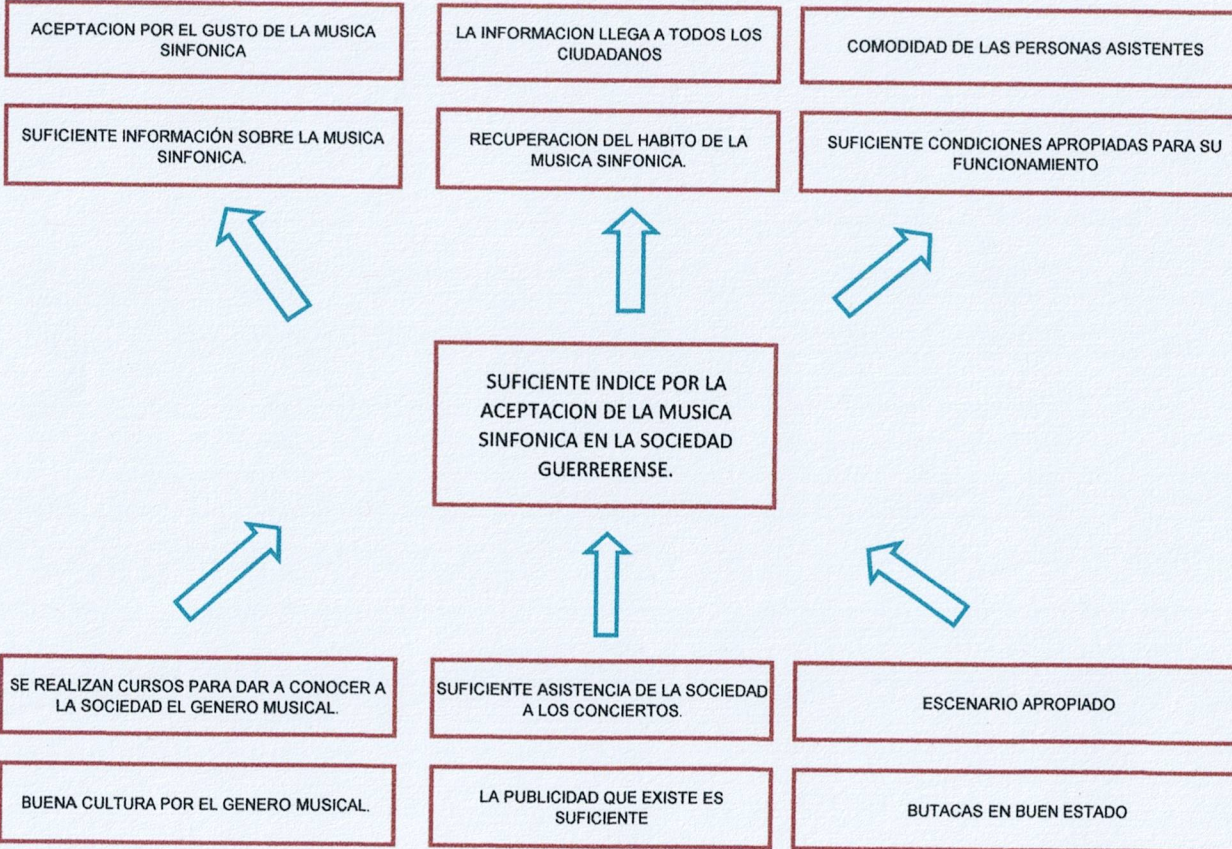 ACEPTACION POR EL GUSTO DE LA MUSICA
SINFONICA
LA INFORMACION LLEGA A TODOS LOS
CIUDADANOS
COMODIDAD DE LAS PERSONAS ASISTENTES
SUFICIENTE INFORMACIÓN SOBRE LA MUSICA
SINFONICA.
RECUPERACION DEL HABITO DE LA
MUSICA SINFONICA.
SUFICIENTE CONDICIONES APROPIADAS PARA SU
FUNCIONAMIENTO
SUFICIENTE INDICE POR LA
ACEPTACION DE LA MUSICA
SINFONICA EN LA SOCIEDAD
GUERRERENSE.
SE REALIZAN CURSOS PARA DAR A CONOCER A
LA SOCIEDAD EL GENERO MUSICAL.
SUFICIENTE ASISTENCIA DE LA SOCIEDAD
A LOS CONCIERTOS.
ESCENARIO APROPIADO
BUENA CULTURA POR EL GENERO MUSICAL.
LA PUBLICIDAD QUE EXISTE ES
SUFICIENTE
BUTACAS EN BUEN ESTADO